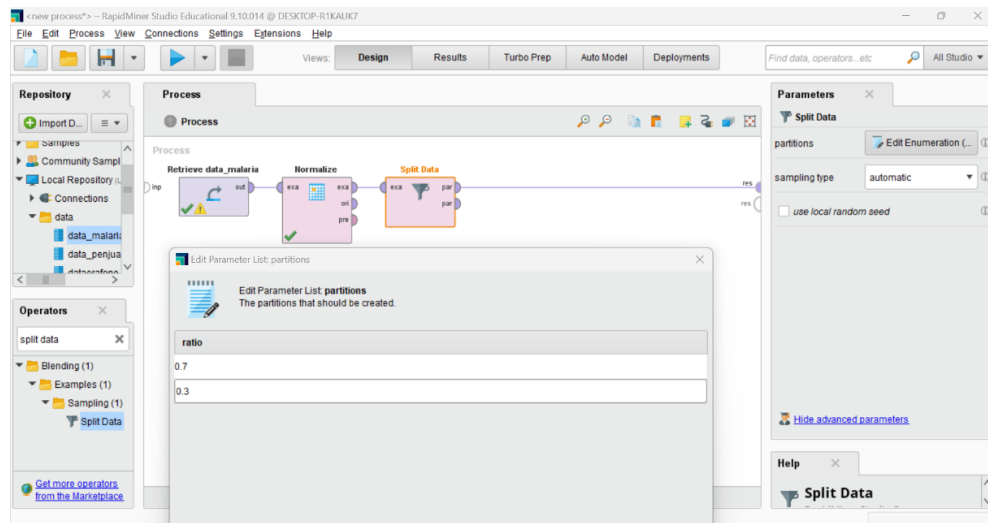 <new process*> – RapidMiner Studio Educational 9.10.014 @ DESKTOP-R1KAUK7
File Edit Process View Connections Settings Extensions Help
Views: Design Results Turbo Prep Auto Model Deployments
Find data, operators...etc All Studio
Repository
Import D...
Samples
Community Sampl
Local Repository
Connections
data
data_malaria
data_penjua
Operators
split data
Blending (1)
Examples (1)
Sampling (1)
Split Data
Get more operators
from the Marketplace
Process
Process
Process
Retrieve data_malaria Normalize Split Data
inp out exa exa exa par res
ori par res
pre
Edit Parameter List: partitions
Edit Parameter List: partitions
The partitions that should be created.
ratio
0.7
0.3
Parameters
Split Data
partitions Edit Enumeration (...
sampling type automatic
use local random seed
Hide advanced parameters
Help
Split Data